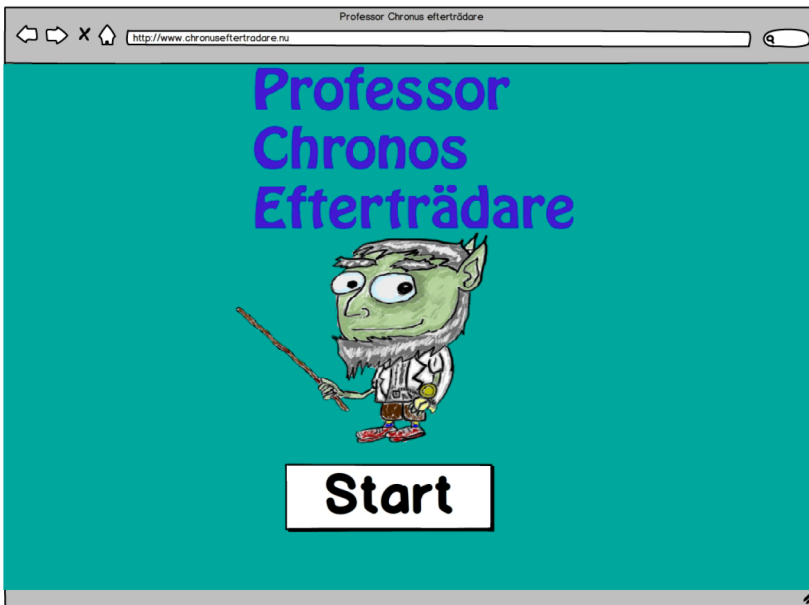 Professor Chronus efterträdare
http://www.chronuseftertradare.nu
Professor
Chronos
Efterträdare
Start